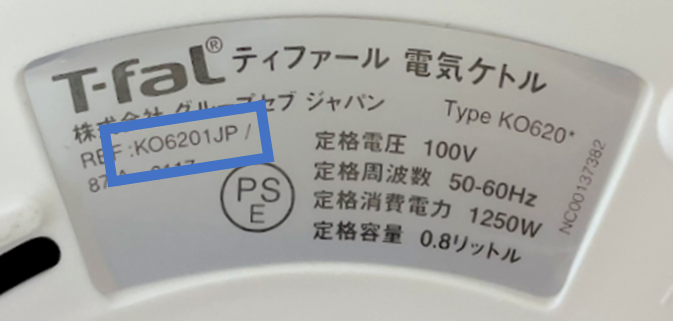 T-fal® ティファール 電気ケトル
株式会社 グループセブ ジャパン
Type KO620*
REF :KO6201JP /
PS
E
定格電圧 100V
定格周波数 50-60Hz
定格消費電力 1250W
定格容量 0.8リットル
NC00137382